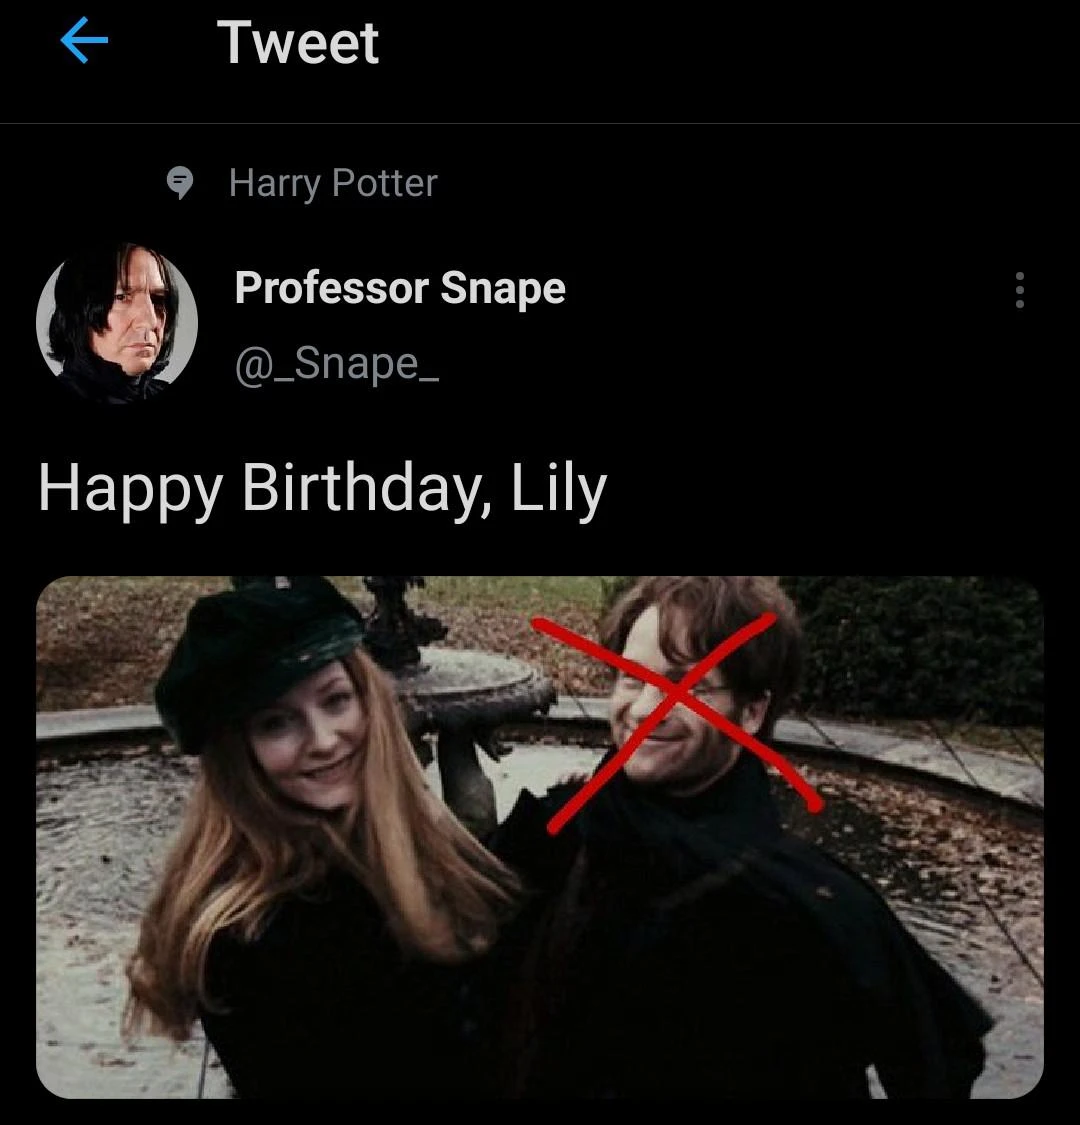 Tweet
Harry Potter
Professor Snape
@_Snape_
Happy Birthday, Lily